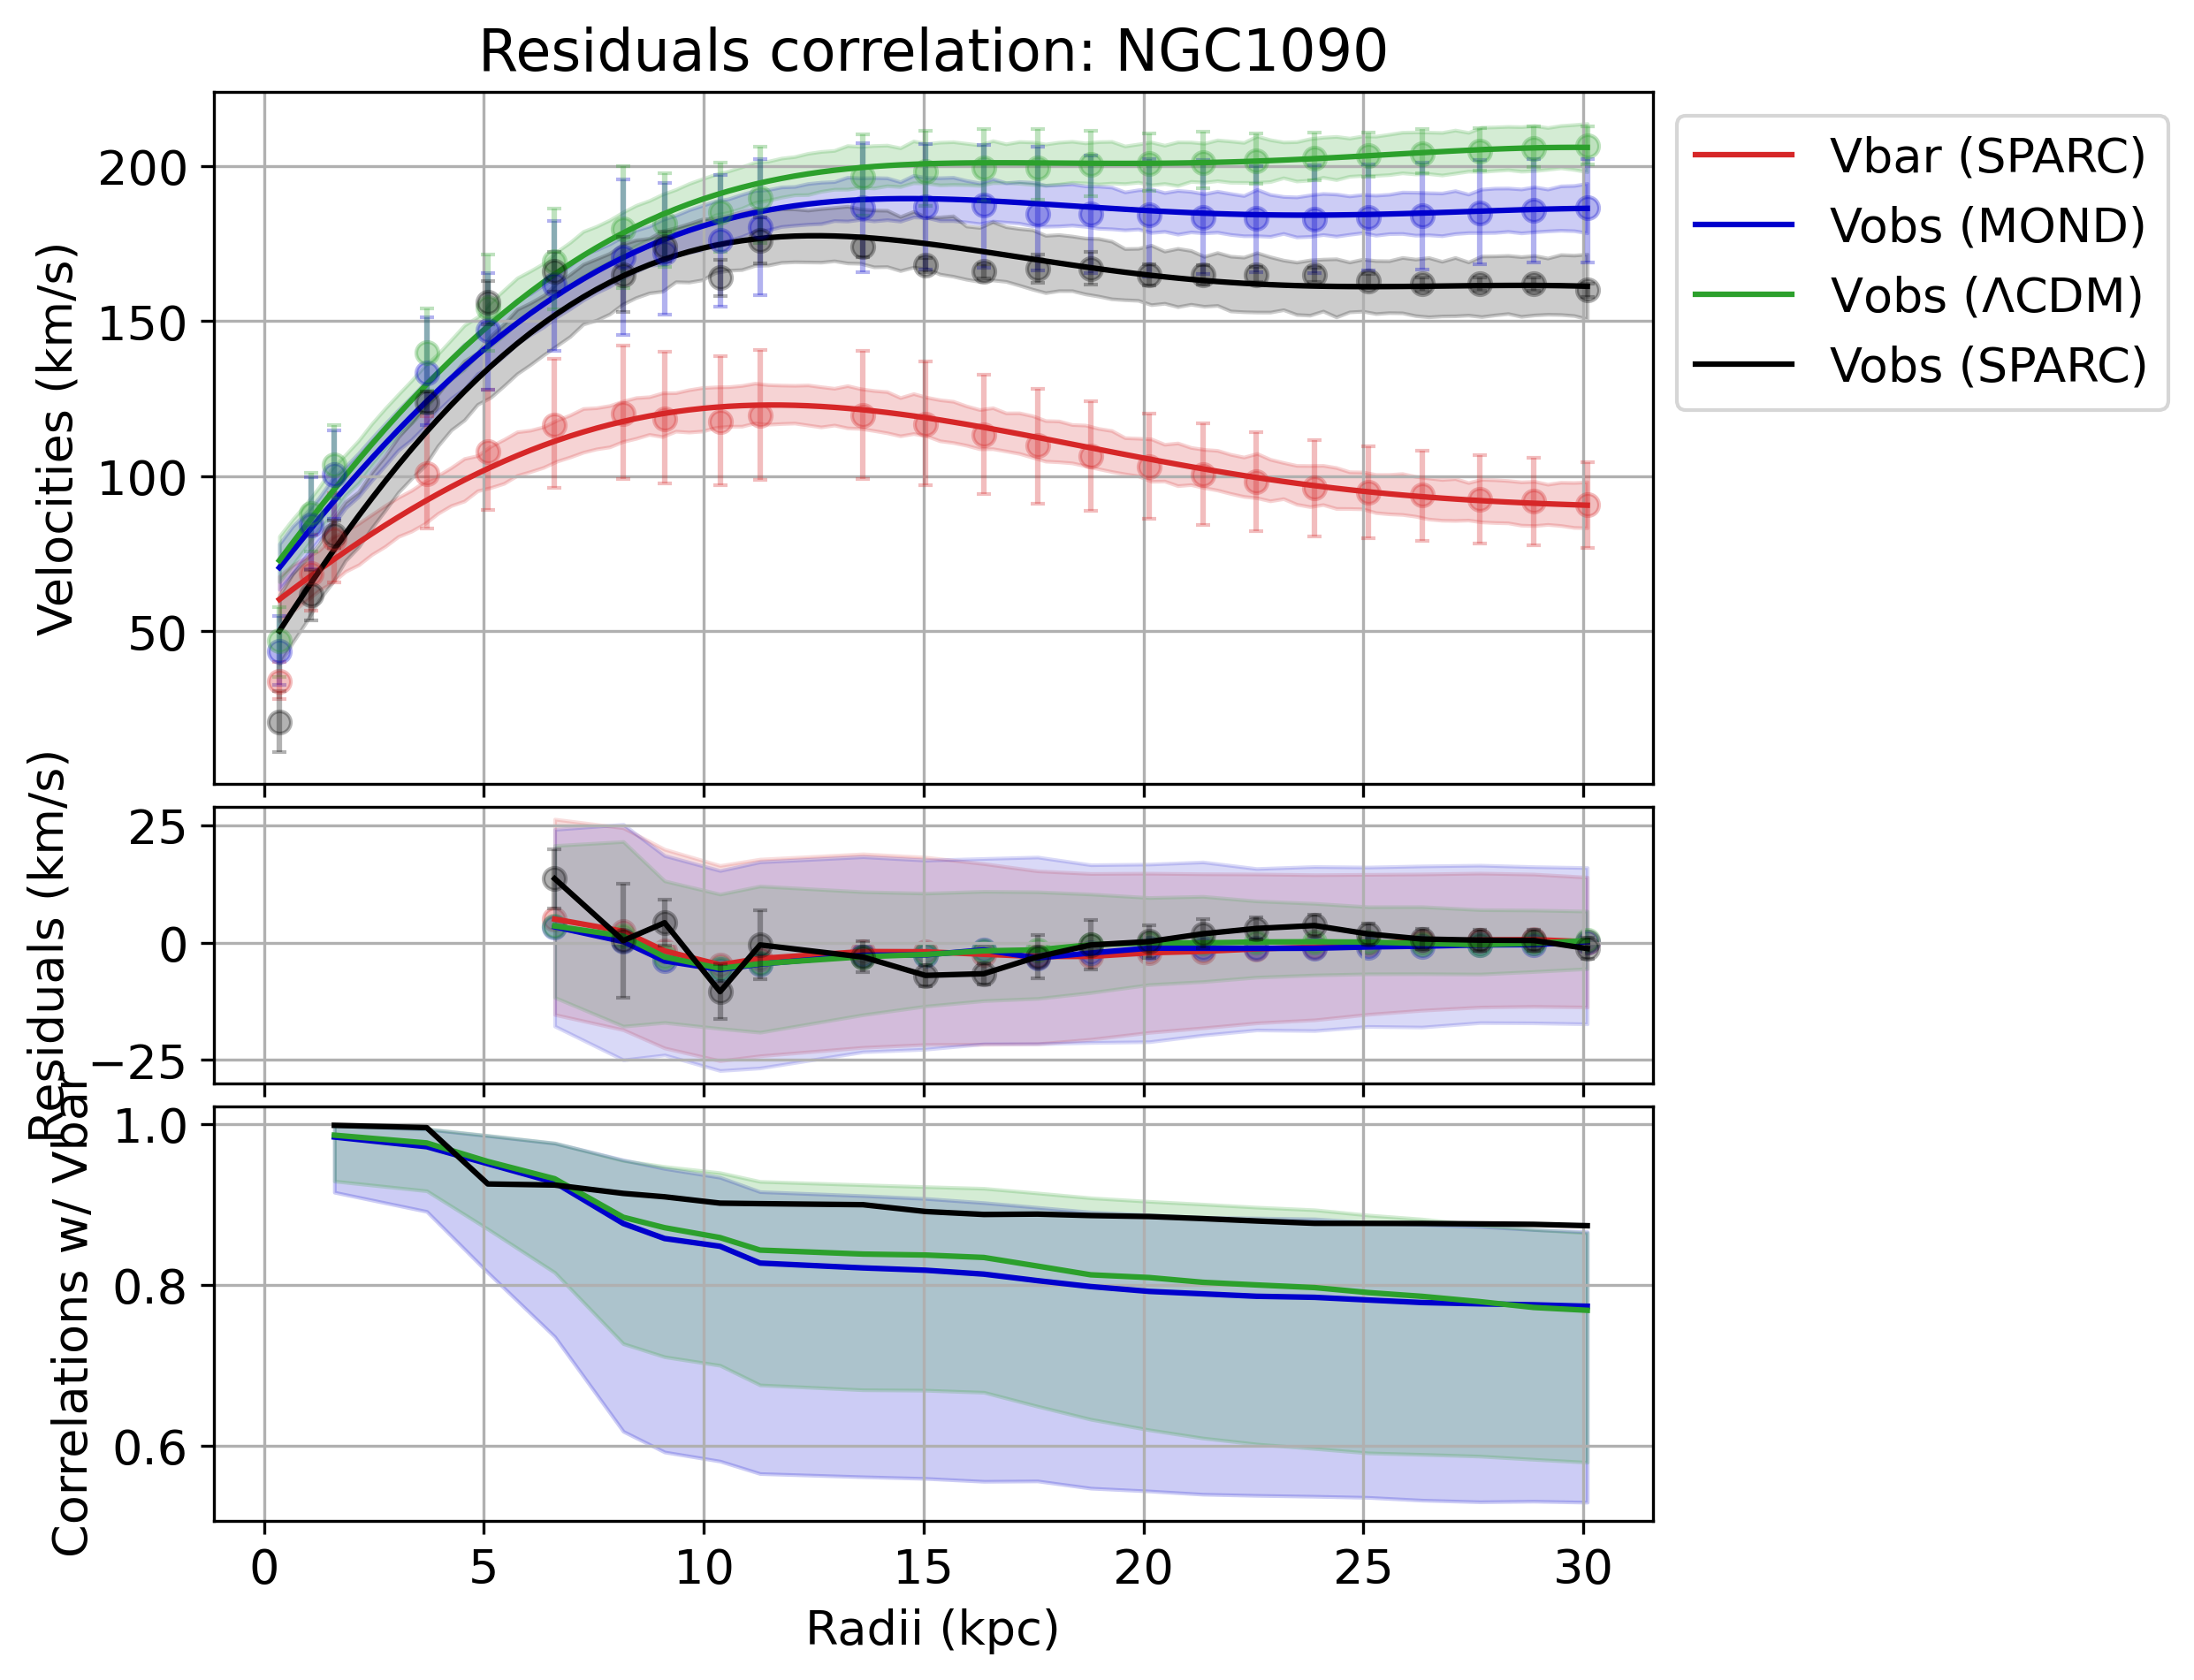 Residuals correlation: NGC1090
Velocities (km/s)
200
150
100
50
Vbar (SPARC)
Vobs (MOND)
Vobs (ΛCDM)
Vobs (SPARC)
Residuals (km/s)
25
0
−25
Correlations w/ Vbar
1.0
0.8
0.6
0 5 10 15 20 25 30
Radii (kpc)